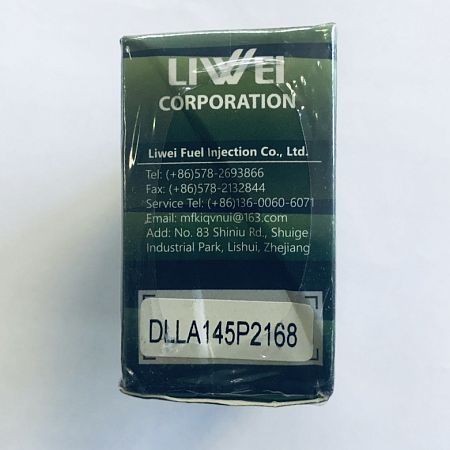 LIWEI
CORPORATION
Liwei Fuel Injection Co., Ltd.
Tel: (+86)578-2693866
Fax: (+86)578-2132844
Service Tel: (+86)136-0060-6071
Email: mfkiqvnui@163.com
Add: No. 83 Shiniu Rd., Shuige
Industrial Park, Lishui, Zhejiang
DLLA145P2168